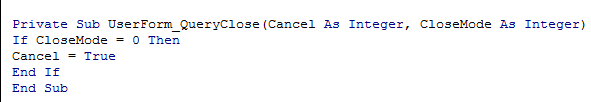 Private Sub UserForm_QueryClose(Cancel As Integer, CloseMode As Integer)
If CloseMode = 0 Then
Cancel = True
End If
End Sub